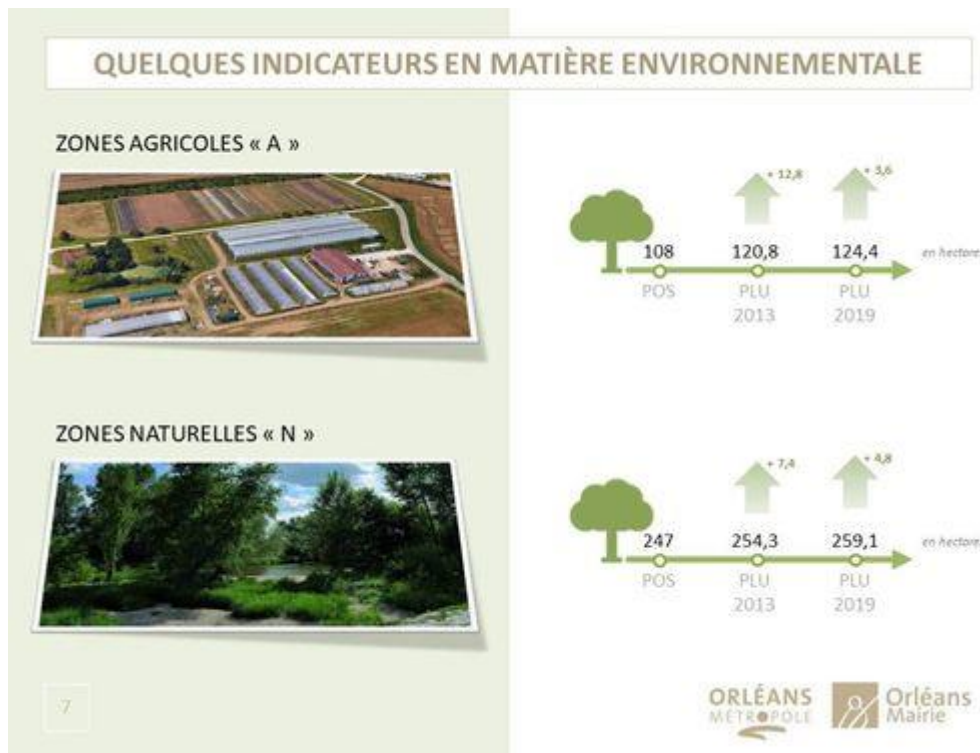 QUELQUES INDICATEURS EN MATIÈRE ENVIRONNEMENTALE
ZONES AGRICOLES « A »
+ 12,8
+ 3,6
108
120,8
124,4
en hectare
POS
PLU
2013
PLU
2019
ZONES NATURELLES « N »
+ 7,4
+ 4,8
247
254,3
259,1
en hectare
POS
PLU
2013
PLU
2019
7
ORLÉANS
MÉTROPOLE
Orléans
Mairie